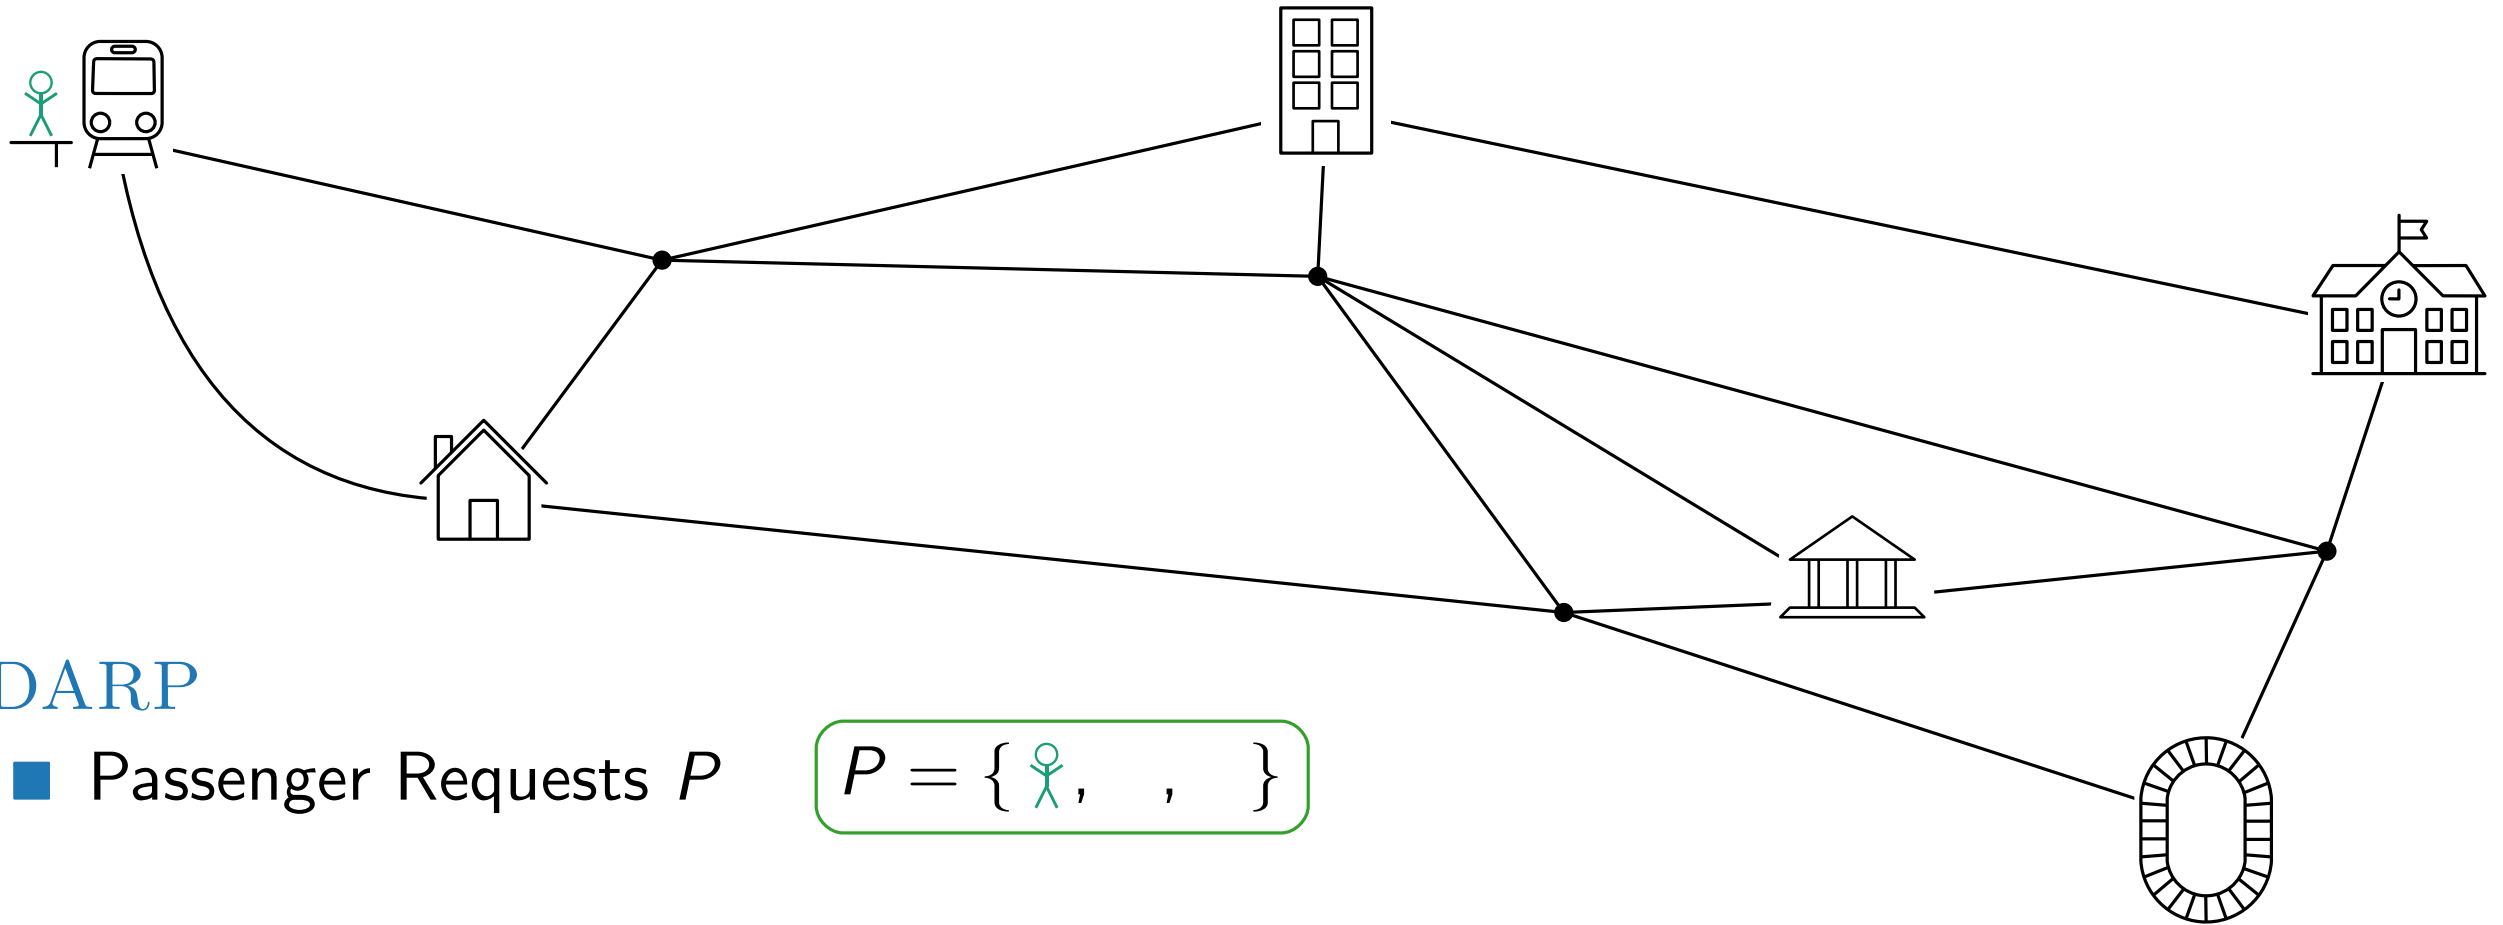 DARP
Passenger Requests P
P = { , , }